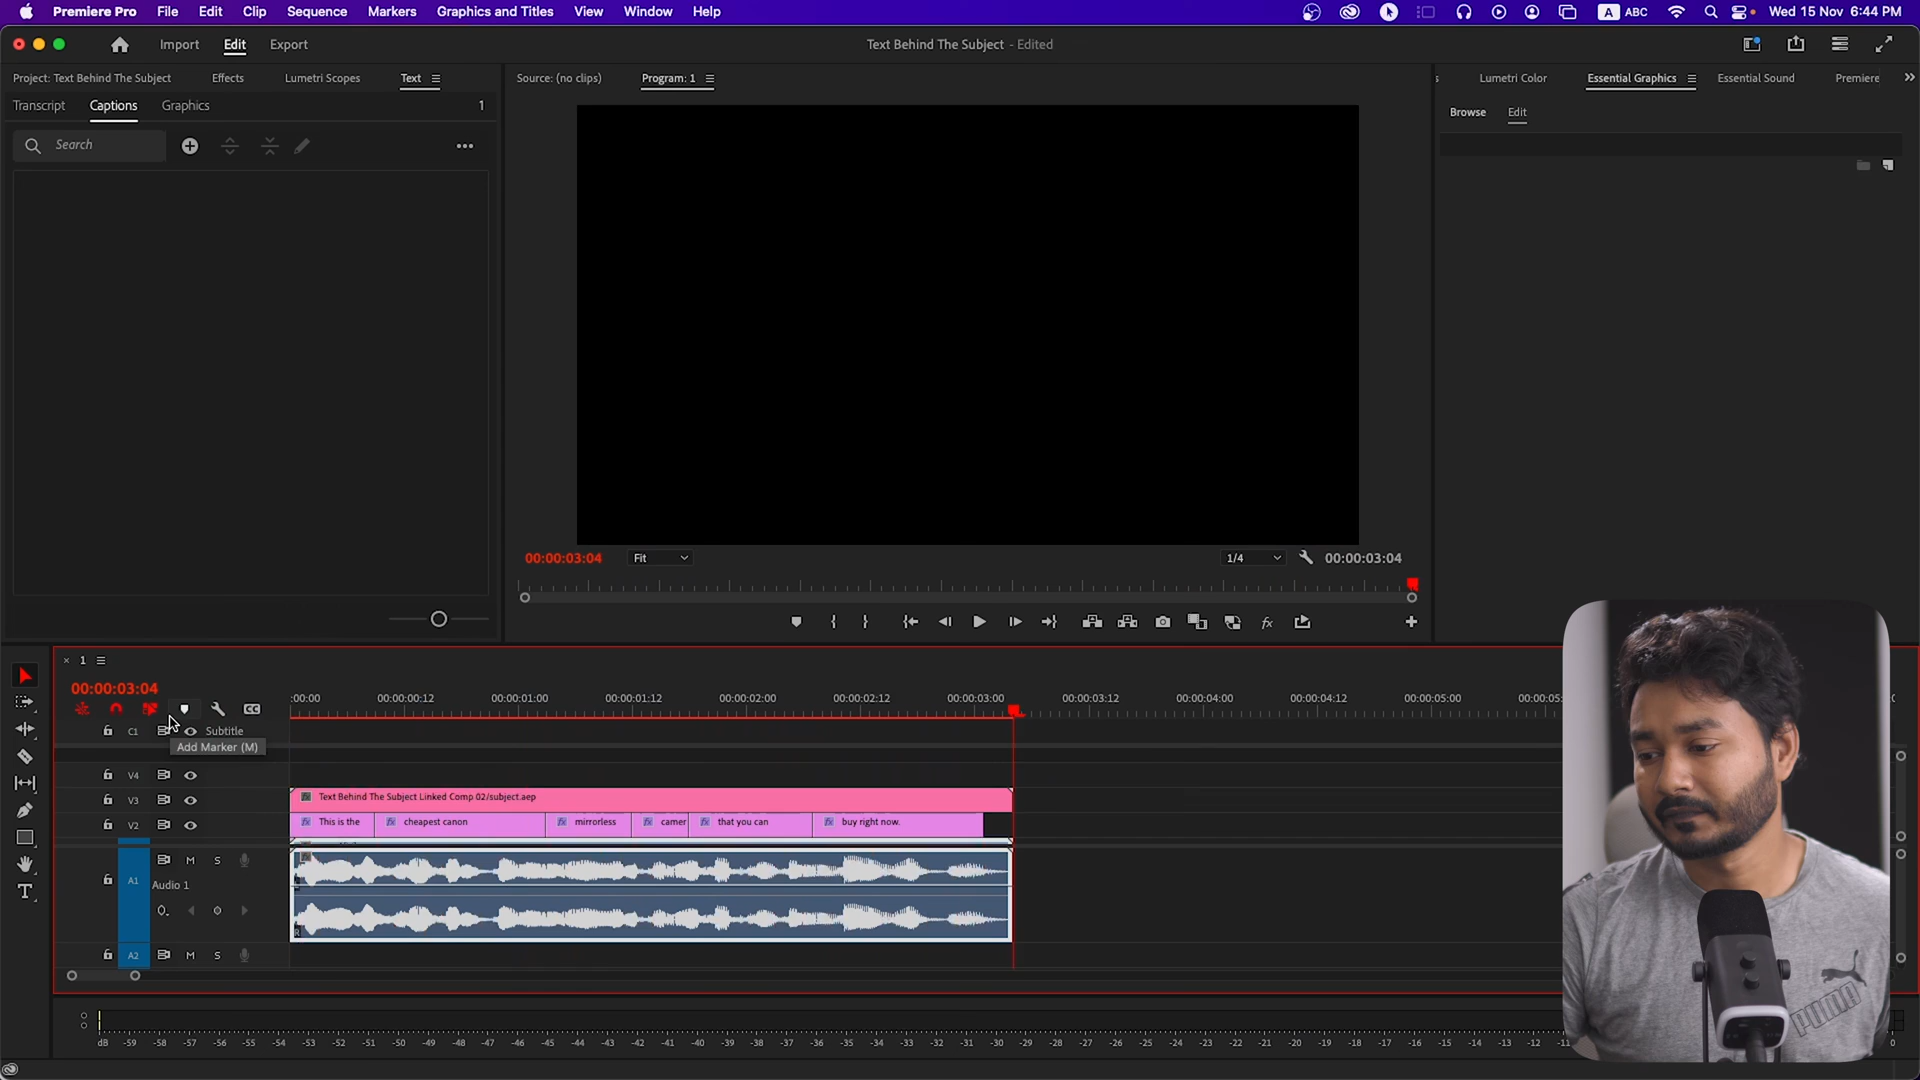 Premiere Pro File Edit Clip Sequence Markers Graphics and Titles View Window Help A ABC Wed 15 Nov 6:44 PM
Import Edit Export Text Behind The Subject - Edited
Project: Text Behind The Subject Effects Lumetri Scopes Text Source: (no clips) Program: 1 s Lumetri Color Essential Graphics Essential Sound Premiere
Transcript Captions Graphics 1 Browse Edit
Search
00:00:03:04 Fit 1/4 00:00:03:04
1
00:00:03:04
:00:00 00:00:00:12 00:00:01:00 00:00:01:12 00:00:02:00 00:00:02:12 00:00:03:00 00:00:03:12 00:00:04:00 00:00:04:12 00:00:05:00 00:00:05:
C1 Subtitle
Add Marker (M)
V4
V3 Text Behind The Subject Linked Comp 02/subject.aep
V2 This is the cheapest canon mirrorless camer that you can buy right now.
M S
A1 Audio 1
A2 M S
dB -59 -58 -57 -56 -55 -54 -53 -52 -51 -50 -49 -48 -47 -46 -45 -44 -43 -42 -41 -40 -39 -38 -37 -36 -35 -34 -33 -32 -31 -30 -29 -28 -27 -26 -25 -24 -23 -22 -21 -20 -19 -18 -17 -16 -15 0
PUMA